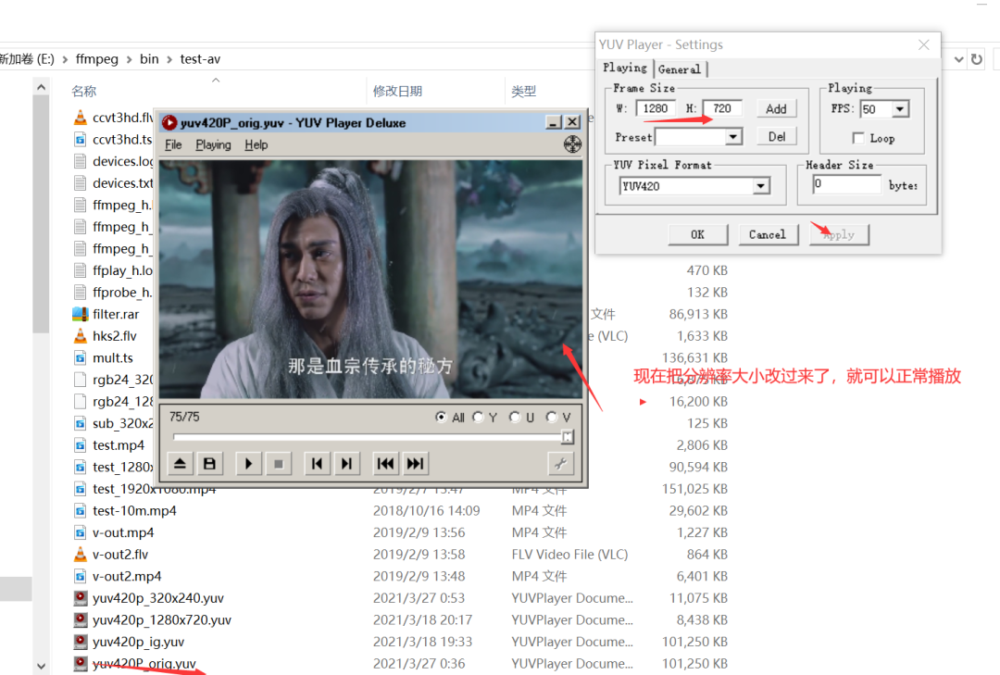 新加卷 (E:) › ffmpeg › bin › test-av
名称
修改日期
类型
ccvt3hd.flv
ccvt3hd.ts
devices.log
devices.txt
ffmpeg_h.
ffmpeg_h_
ffmpeg_h_
ffplay_h.lo
470 KB
ffprobe_h.
132 KB
filter.rar
文件
86,913 KB
hks2.flv
e (VLC)
1,633 KB
mult.ts
136,631 KB
rgb24_320
rgb24_128
16,200 KB
sub_320x2
125 KB
test.mp4
2,806 KB
test_1280x
90,594 KB
test_1920x1080.mp4
2019/2/7 15:47
MP4 文件
151,025 KB
test-10m.mp4
2018/10/16 14:09
MP4 文件
29,602 KB
v-out.mp4
2019/2/9 13:56
MP4 文件
1,227 KB
v-out2.flv
2019/2/9 13:58
FLV Video File (VLC)
864 KB
v-out2.mp4
2019/2/9 13:48
MP4 文件
6,401 KB
yuv420p_320x240.yuv
2021/3/27 0:53
YUVPlayer Docume...
11,075 KB
yuv420p_1280x720.yuv
2021/3/18 20:17
YUVPlayer Docume...
8,438 KB
yuv420p_ig.yuv
2021/3/18 19:33
YUVPlayer Docume...
101,250 KB
yuv420P_orig.yuv
2021/3/27 0:36
YUVPlayer Docume...
101,250 KB
yuv420P_orig.yuv - YUV Player Deluxe
File Playing Help
那是血宗传承的秘方
75/75
All Y U V
YUV Player - Settings
Playing General
Frame Size
W: 1280 H: 720 Add
Preset Del
Playing
FPS: 50
Loop
YUV Pixel Format
YUV420
Header Size
0 byte:
OK Cancel Apply
现在把分辨率大小改过来了，就可以正常播放